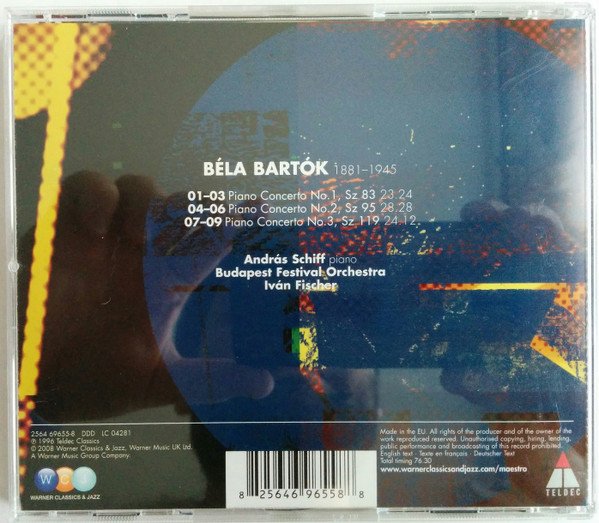 BÉLA BARTÓK 1881–1945
01–03 Piano Concerto No.1, Sz 83 23.24
04–06 Piano Concerto No.2, Sz 95 28.28
07–09 Piano Concerto No.3, Sz 119 24.12
András Schiff piano
Budapest Festival Orchestra
Iván Fischer
2564 69655-8 DDD LC 04281
℗ 1996 Teldec Classics
© 2008 Warner Classics & Jazz, Warner Music UK Ltd.
A Warner Music Group Company.
WCJ
WARNER CLASSICS & JAZZ
8 25646 96558 8
Made in the EU. All rights of the producer and of the owner of the
work reproduced reserved. Unauthorised copying, hiring, lending,
public performance and broadcasting of this record prohibited.
English text · Texte en français · Deutscher Text
Total timing 76.30
www.warnerclassicsandjazz.com/maestro
TELDEC